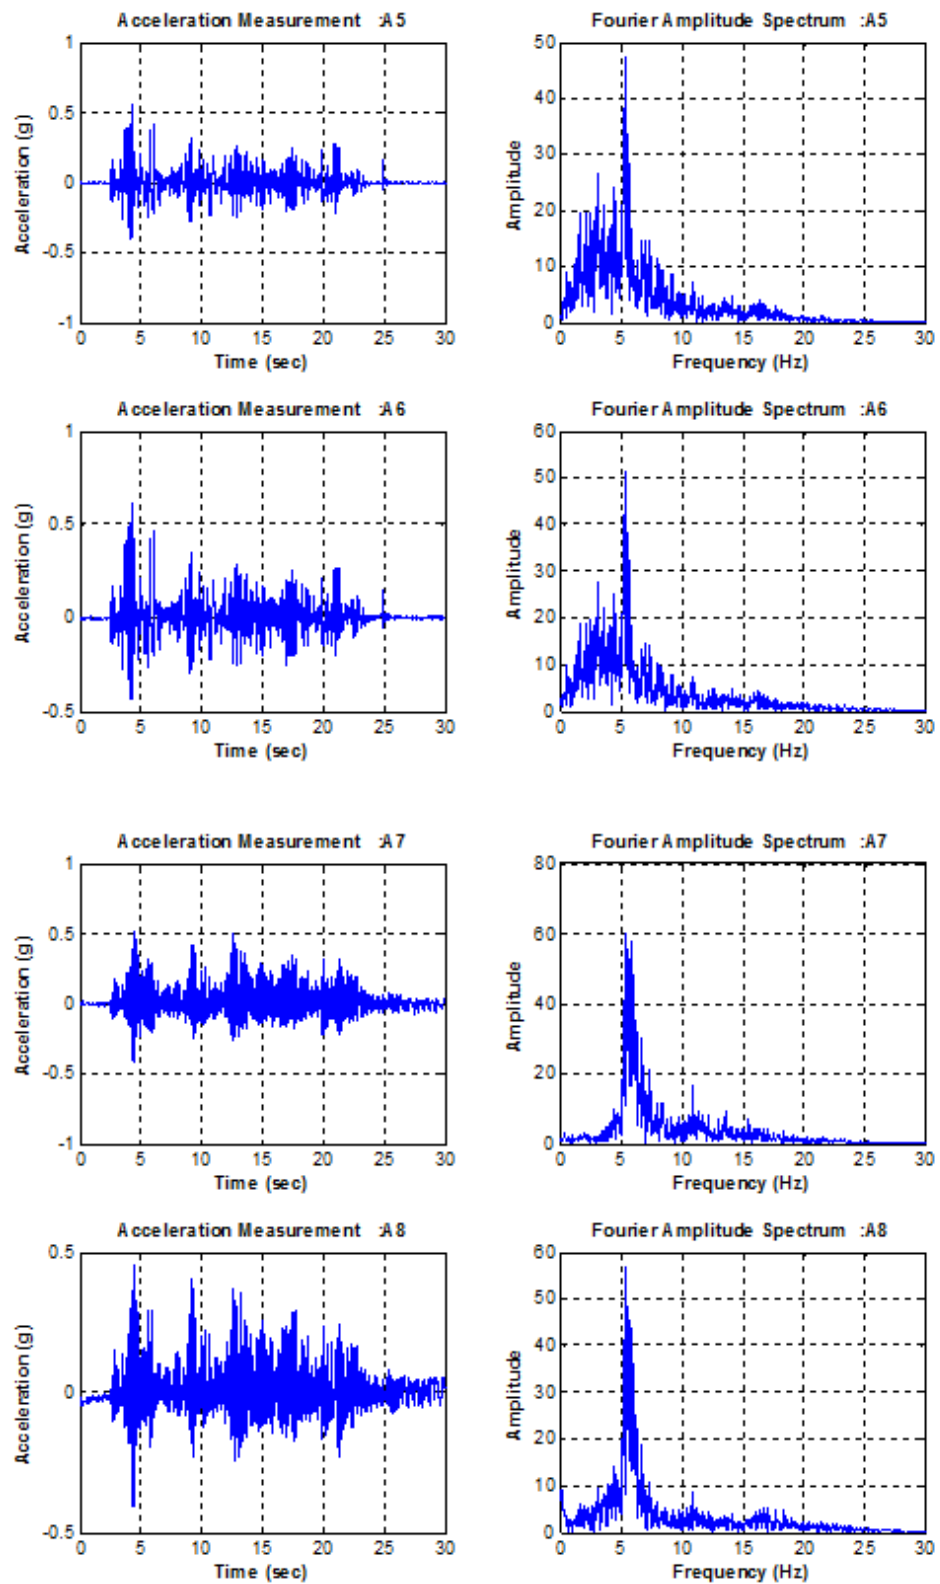 Acceleration Measurement :A5
Fourier Amplitude Spectrum :A5
Acceleration (g)
1
0.5
0
-0.5
-1
0 5 10 15 20 25 30
Time (sec)
Amplitude
50
40
30
20
10
0
0 5 10 15 20 25 30
Frequency (Hz)
Acceleration Measurement :A6
Fourier Amplitude Spectrum :A6
Acceleration (g)
1
0.5
0
-0.5
0 5 10 15 20 25 30
Time (sec)
Amplitude
60
50
40
30
20
10
0
0 5 10 15 20 25 30
Frequency (Hz)
Acceleration Measurement :A7
Fourier Amplitude Spectrum :A7
Acceleration (g)
1
0.5
0
-0.5
-1
0 5 10 15 20 25 30
Time (sec)
Amplitude
80
60
40
20
0
0 5 10 15 20 25 30
Frequency (Hz)
Acceleration Measurement :A8
Fourier Amplitude Spectrum :A8
Acceleration (g)
0.5
0
-0.5
0 5 10 15 20 25 30
Time (sec)
Amplitude
60
50
40
30
20
10
0
0 5 10 15 20 25 30
Frequency (Hz)